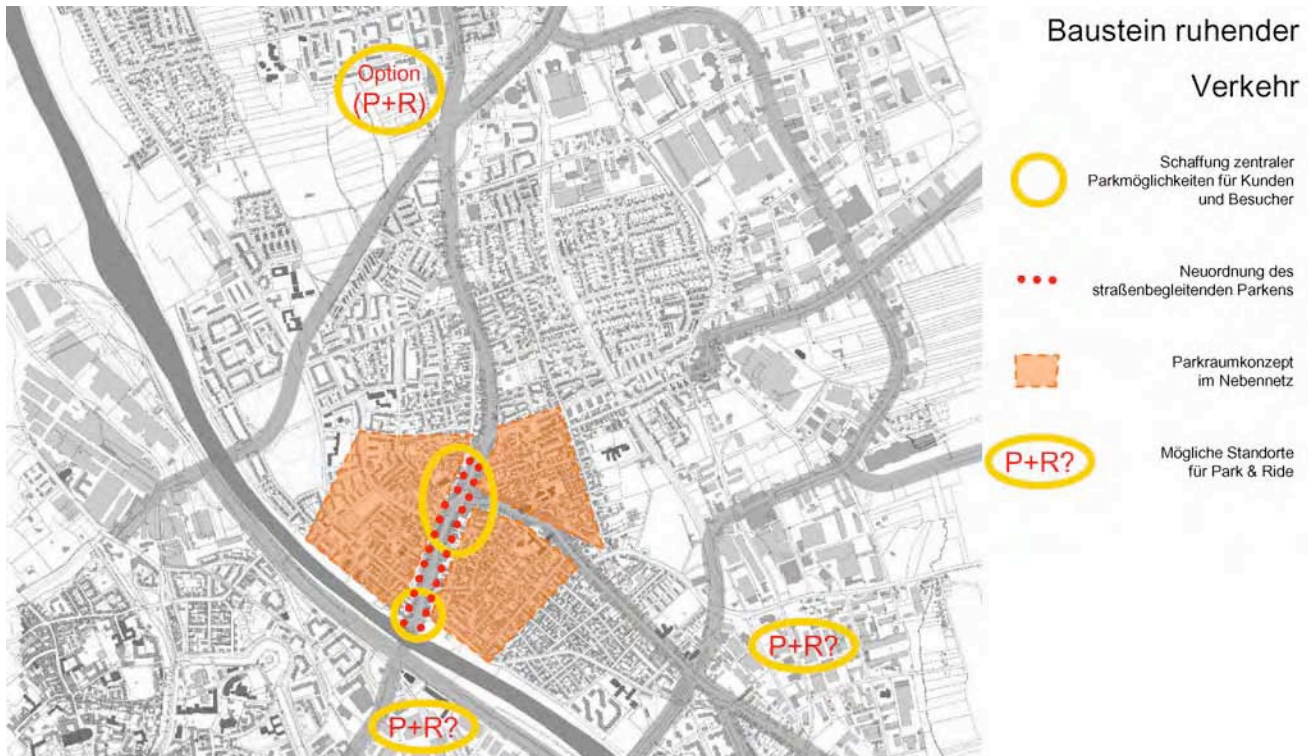 Baustein ruhender
Verkehr
Option
(P+R)
Schaffung zentraler
Parkmöglichkeiten für Kunden
und Besucher
Neuordnung des
straßenbegleitenden Parkens
Parkraumkonzept
im Nebennetz
P+R?
Mögliche Standorte
für Park & Ride
P+R?
P+R?